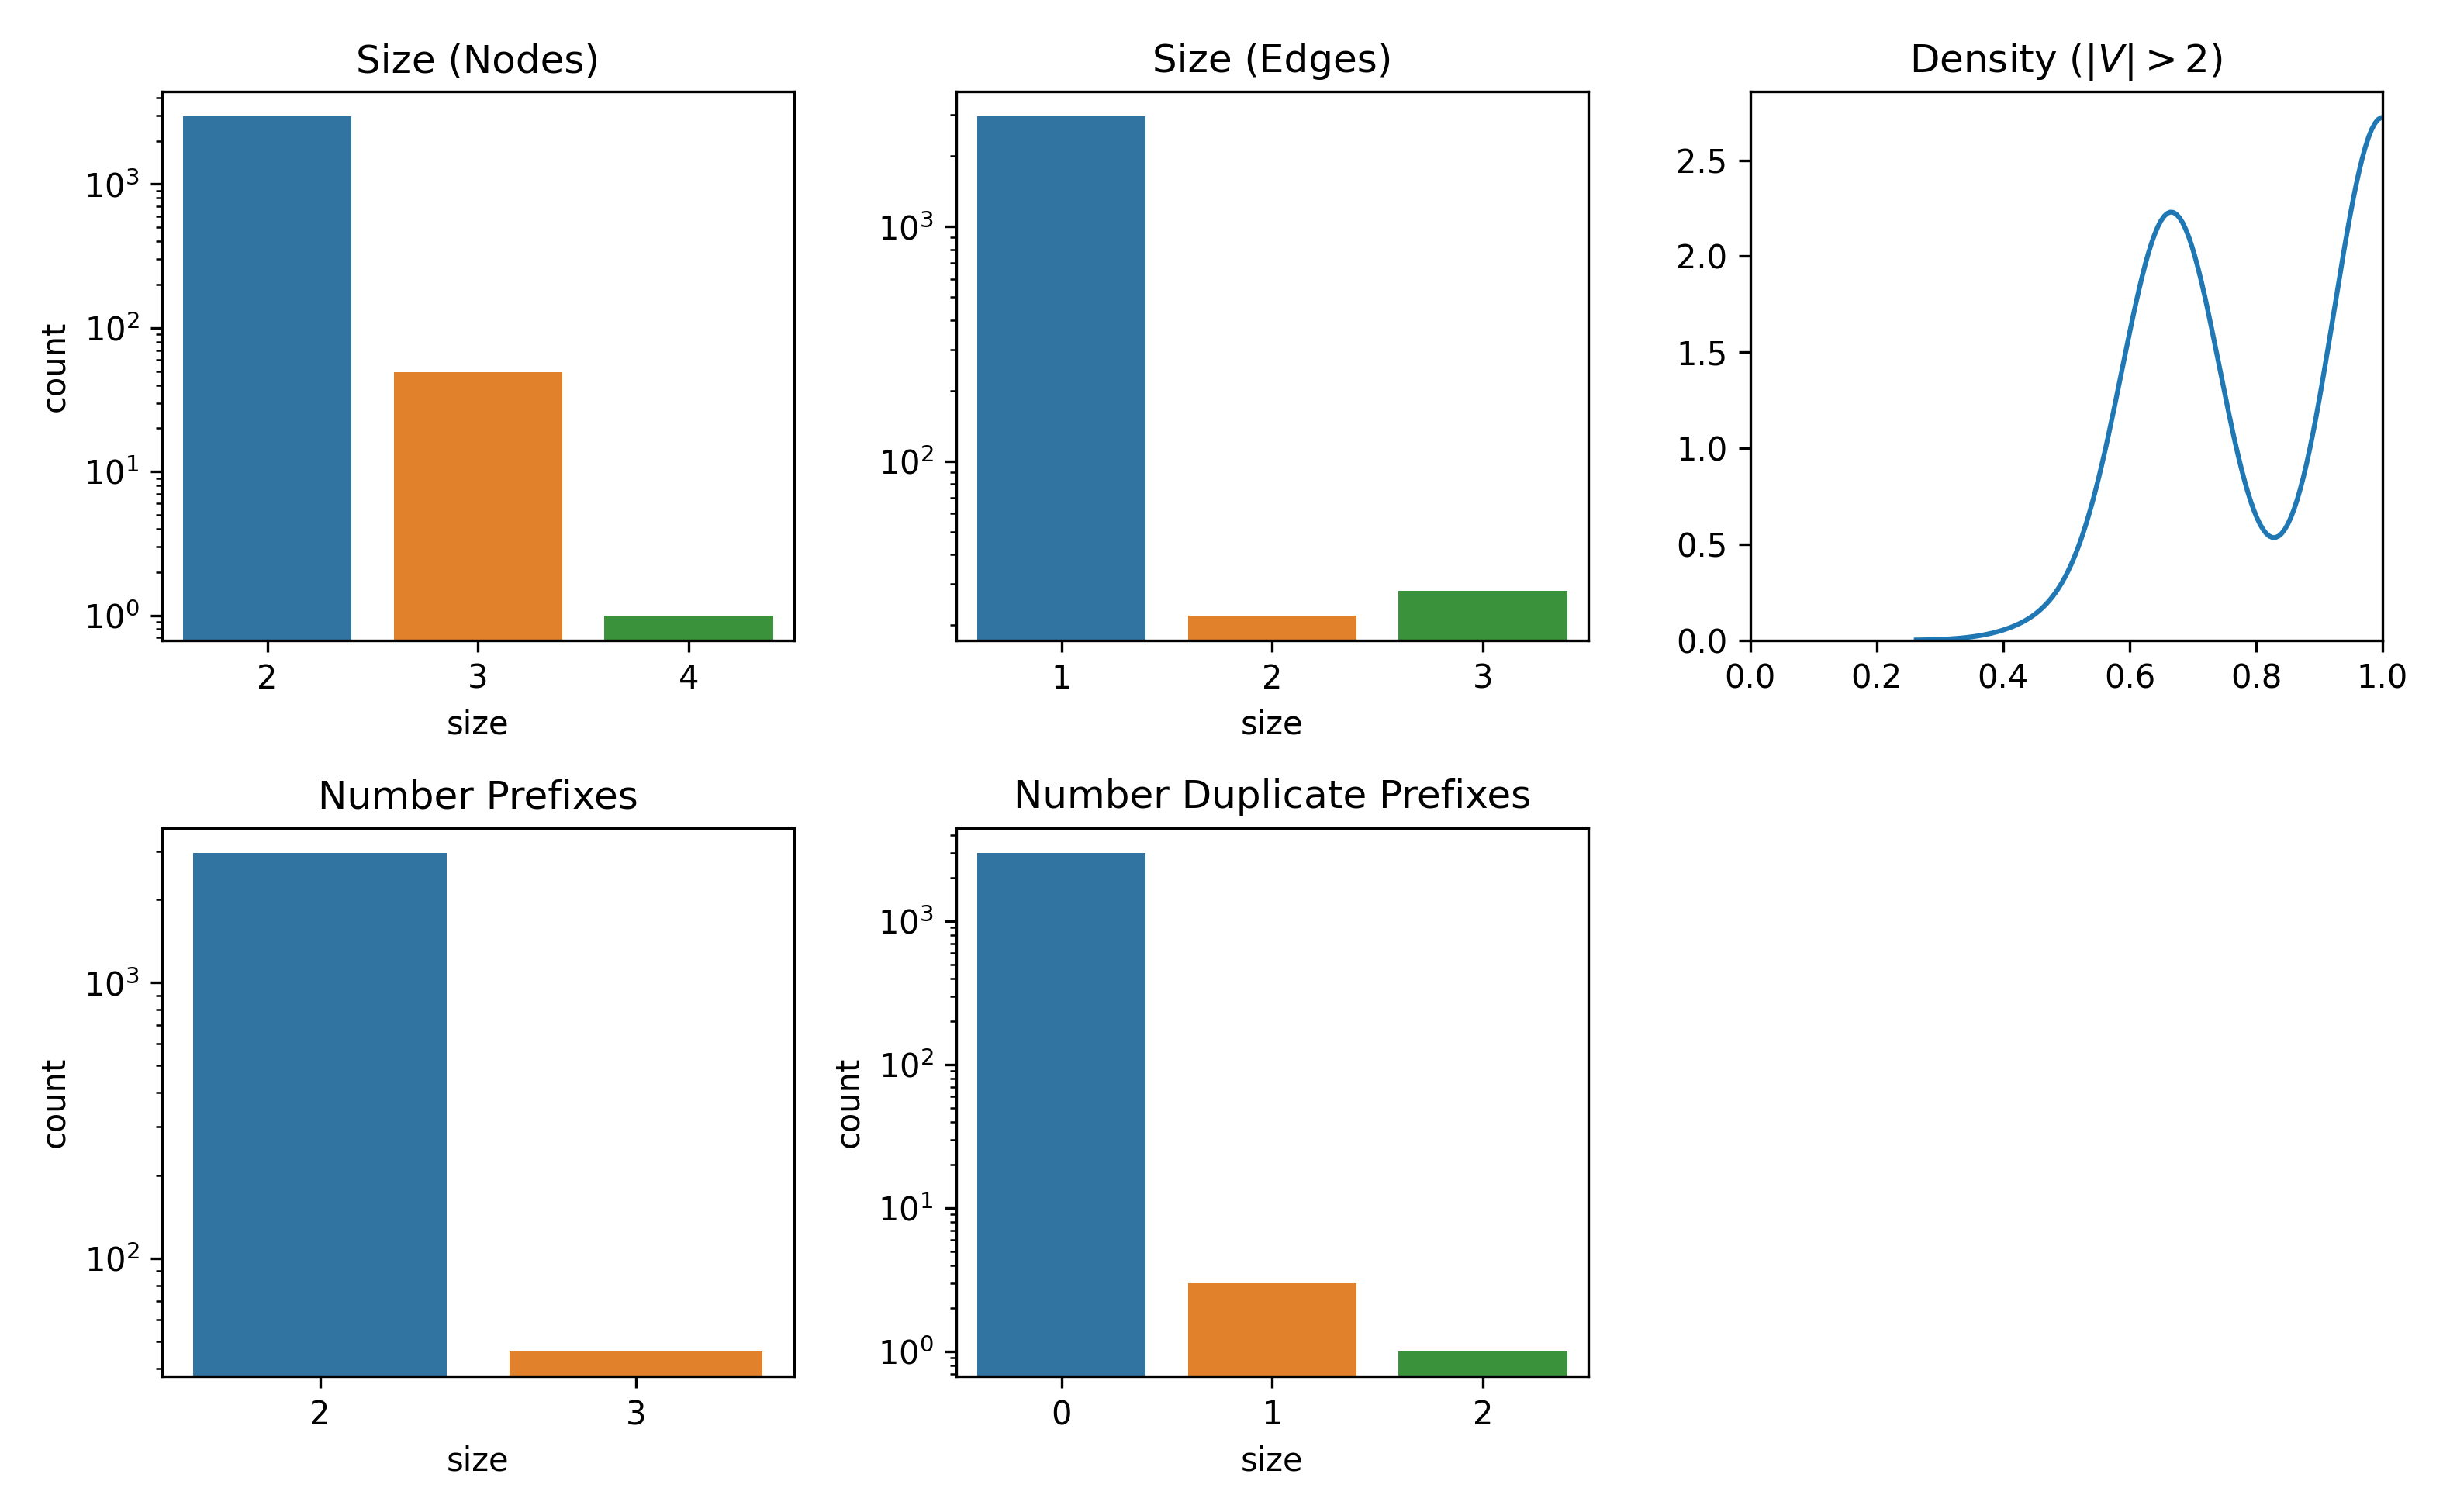 Size (Nodes)
count
10³
10²
10¹
10⁰
2 3 4
size
Size (Edges)
10³
10²
1 2 3
size
Density (|V| > 2)
2.5
2.0
1.5
1.0
0.5
0.0
0.0 0.2 0.4 0.6 0.8 1.0
Number Prefixes
count
10³
10²
2 3
size
Number Duplicate Prefixes
count
10³
10²
10¹
10⁰
0 1 2
size